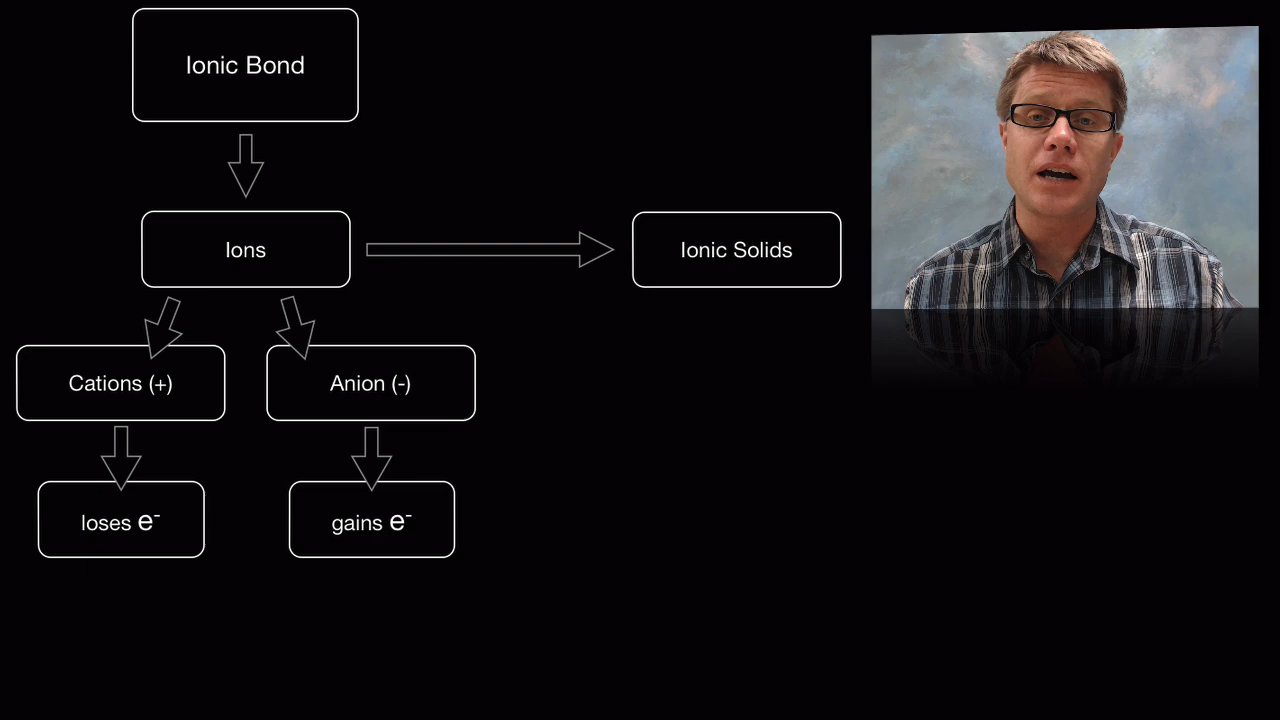 Ionic Bond
Ions
Ionic Solids
Cations (+)
Anion (-)
loses e-
gains e-